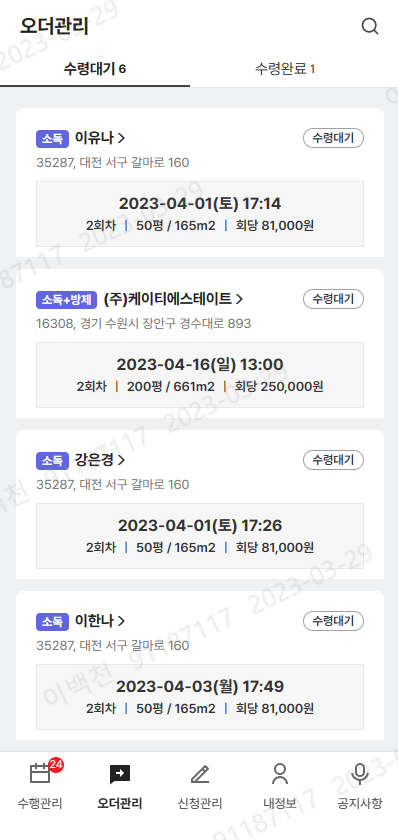 오더관리
수령대기 6
수령완료 1
소독 이유나 수령대기
35287, 대전 서구 갈마로 160
2023-04-01(토) 17:14
2회차 | 50평 / 165m2 | 회당 81,000원
소독+방제 (주)케이티에스테이트 수령대기
16308, 경기 수원시 장안구 경수대로 893
2023-04-16(일) 13:00
2회차 | 200평 / 661m2 | 회당 250,000원
소독 강은경 수령대기
35287, 대전 서구 갈마로 160
2023-04-01(토) 17:26
2회차 | 50평 / 165m2 | 회당 81,000원
소독 이한나 수령대기
35287, 대전 서구 갈마로 160
2023-04-03(월) 17:49
2회차 | 50평 / 165m2 | 회당 81,000원
이백천 91187117 2023-03-29
24
수행관리 오더관리 신청관리 내정보 공지사항